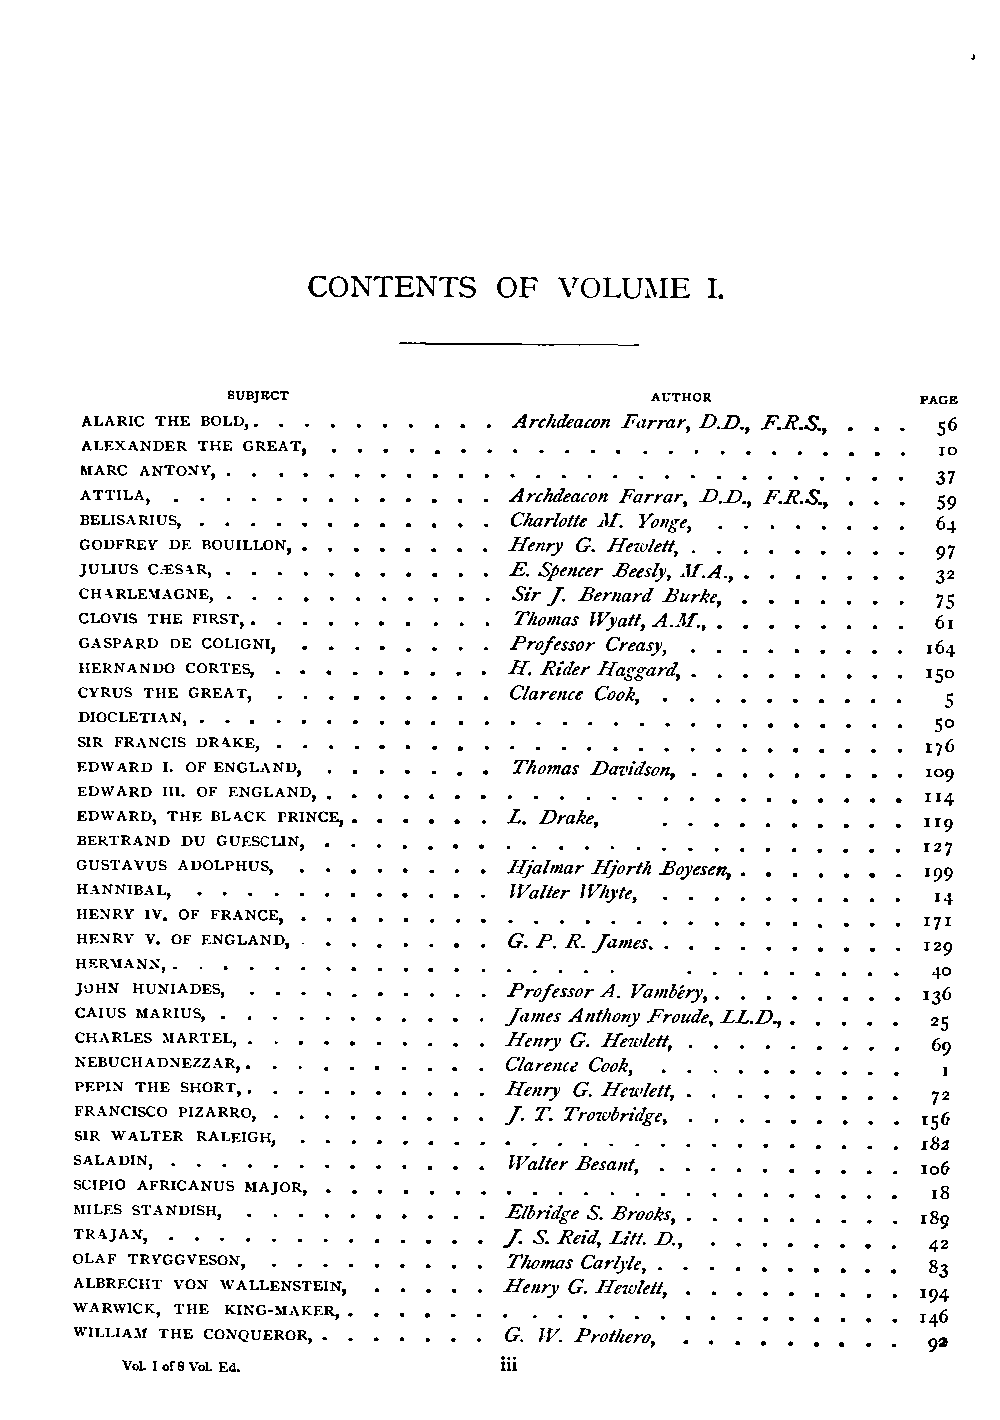 CONTENTS OF VOLUME I.
SUBJECT AUTHOR PAGE
ALARIC THE BOLD, . . . . . . . . . . Archdeacon Farrar, D.D., F.R.S., . . . 56
ALEXANDER THE GREAT, . . . . . . . . . . . . . . . . . . . . . . . 10
MARC ANTONY, . . . . . . . . . . . . . . . . . . . . . . . . . . . 37
ATTILA, . . . . . . . . . . . . . Archdeacon Farrar, D.D., F.R.S., . . . 59
BELISARIUS, . . . . . . . . . . . . Charlotte M. Yonge, . . . . . . . . 64
GODFREY DE BOUILLON, . . . . . . . . Henry G. Hewlett, . . . . . . . . . 97
JULIUS CÆSAR, . . . . . . . . . . . E. Spencer Beesly, M.A., . . . . . . . 32
CHARLEMAGNE, . . . . . . . . . . . Sir J. Bernard Burke, . . . . . . . 75
CLOVIS THE FIRST, . . . . . . . . . . Thomas Wyatt, A.M., . . . . . . . . 61
GASPARD DE COLIGNI, . . . . . . . . Professor Creasy, . . . . . . . . . 164
HERNANDO CORTES, . . . . . . . . . H. Rider Haggard, . . . . . . . . . 150
CYRUS THE GREAT, . . . . . . . . . Clarence Cook, . . . . . . . . . . 5
DIOCLETIAN, . . . . . . . . . . . . . . . . . . . . . . . . . . . . 50
SIR FRANCIS DRAKE, . . . . . . . . . . . . . . . . . . . . . . . . . 176
EDWARD I. OF ENGLAND, . . . . . . . Thomas Davidson, . . . . . . . . . 109
EDWARD III. OF ENGLAND, . . . . . . . . . . . . . . . . . . . . . . . 114
EDWARD, THE BLACK PRINCE, . . . . . . L. Drake, . . . . . . . . . . 119
BERTRAND DU GUESCLIN, . . . . . . . . . . . . . . . . . . . . . . . 127
GUSTAVUS ADOLPHUS, . . . . . . . . Hjalmar Hjorth Boyesen, . . . . . . . 199
HANNIBAL, . . . . . . . . . . . . Walter Whyte, . . . . . . . . . . 14
HENRY IV. OF FRANCE, . . . . . . . . . . . . . . . . . . . . . . . . 171
HENRY V. OF ENGLAND, . . . . . . . . G. P. R. James, . . . . . . . . . . 129
HERMANN, . . . . . . . . . . . . . . . . . . . . . . . . . . . 40
JOHN HUNIADES, . . . . . . . . . . Professor A. Vambéry, . . . . . . . . 136
CAIUS MARIUS, . . . . . . . . . . . James Anthony Froude, LL.D., . . . . . 25
CHARLES MARTEL, . . . . . . . . . . Henry G. Hewlett, . . . . . . . . . 69
NEBUCHADNEZZAR, . . . . . . . . . . Clarence Cook, . . . . . . . . . . 1
PEPIN THE SHORT, . . . . . . . . . . Henry G. Hewlett, . . . . . . . . . 72
FRANCISCO PIZARRO, . . . . . . . . . J. T. Trowbridge, . . . . . . . . . 156
SIR WALTER RALEIGH, . . . . . . . . . . . . . . . . . . . . . . . . 182
SALADIN, . . . . . . . . . . . . . Walter Besant, . . . . . . . . . . 106
SCIPIO AFRICANUS MAJOR, . . . . . . . . . . . . . . . . . . . . . . . 18
MILES STANDISH, . . . . . . . . . . Elbridge S. Brooks, . . . . . . . . . 189
TRAJAN, . . . . . . . . . . . . . J. S. Reid, Litt. D., . . . . . . . . 42
OLAF TRYGGVESON, . . . . . . . . . Thomas Carlyle, . . . . . . . . . . 83
ALBRECHT VON WALLENSTEIN, . . . . . Henry G. Hewlett, . . . . . . . . . 194
WARWICK, THE KING-MAKER, . . . . . . . . . . . . . . . . . . . . . . 146
WILLIAM THE CONQUEROR, . . . . . . . G. W. Prothero, . . . . . . . . . 92
Vol. I of 8 Vol. Ed. iii